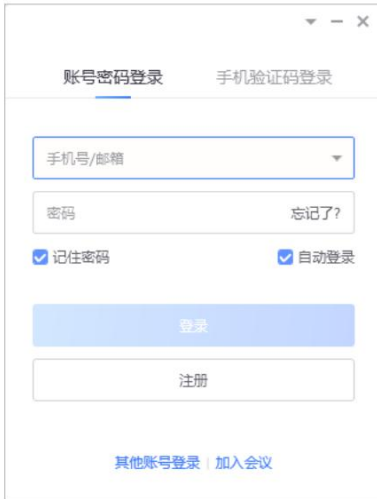 账号密码登录 手机验证码登录
手机号/邮箱
密码 忘记了?
记住密码 自动登录
登录
注册
其他账号登录 | 加入会议